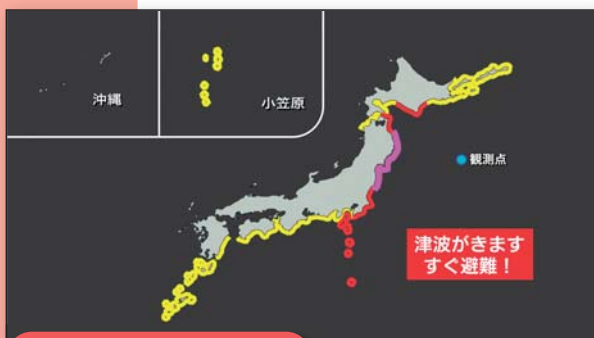 沖縄
小笠原
観測点
津波がきます
すぐ避難！